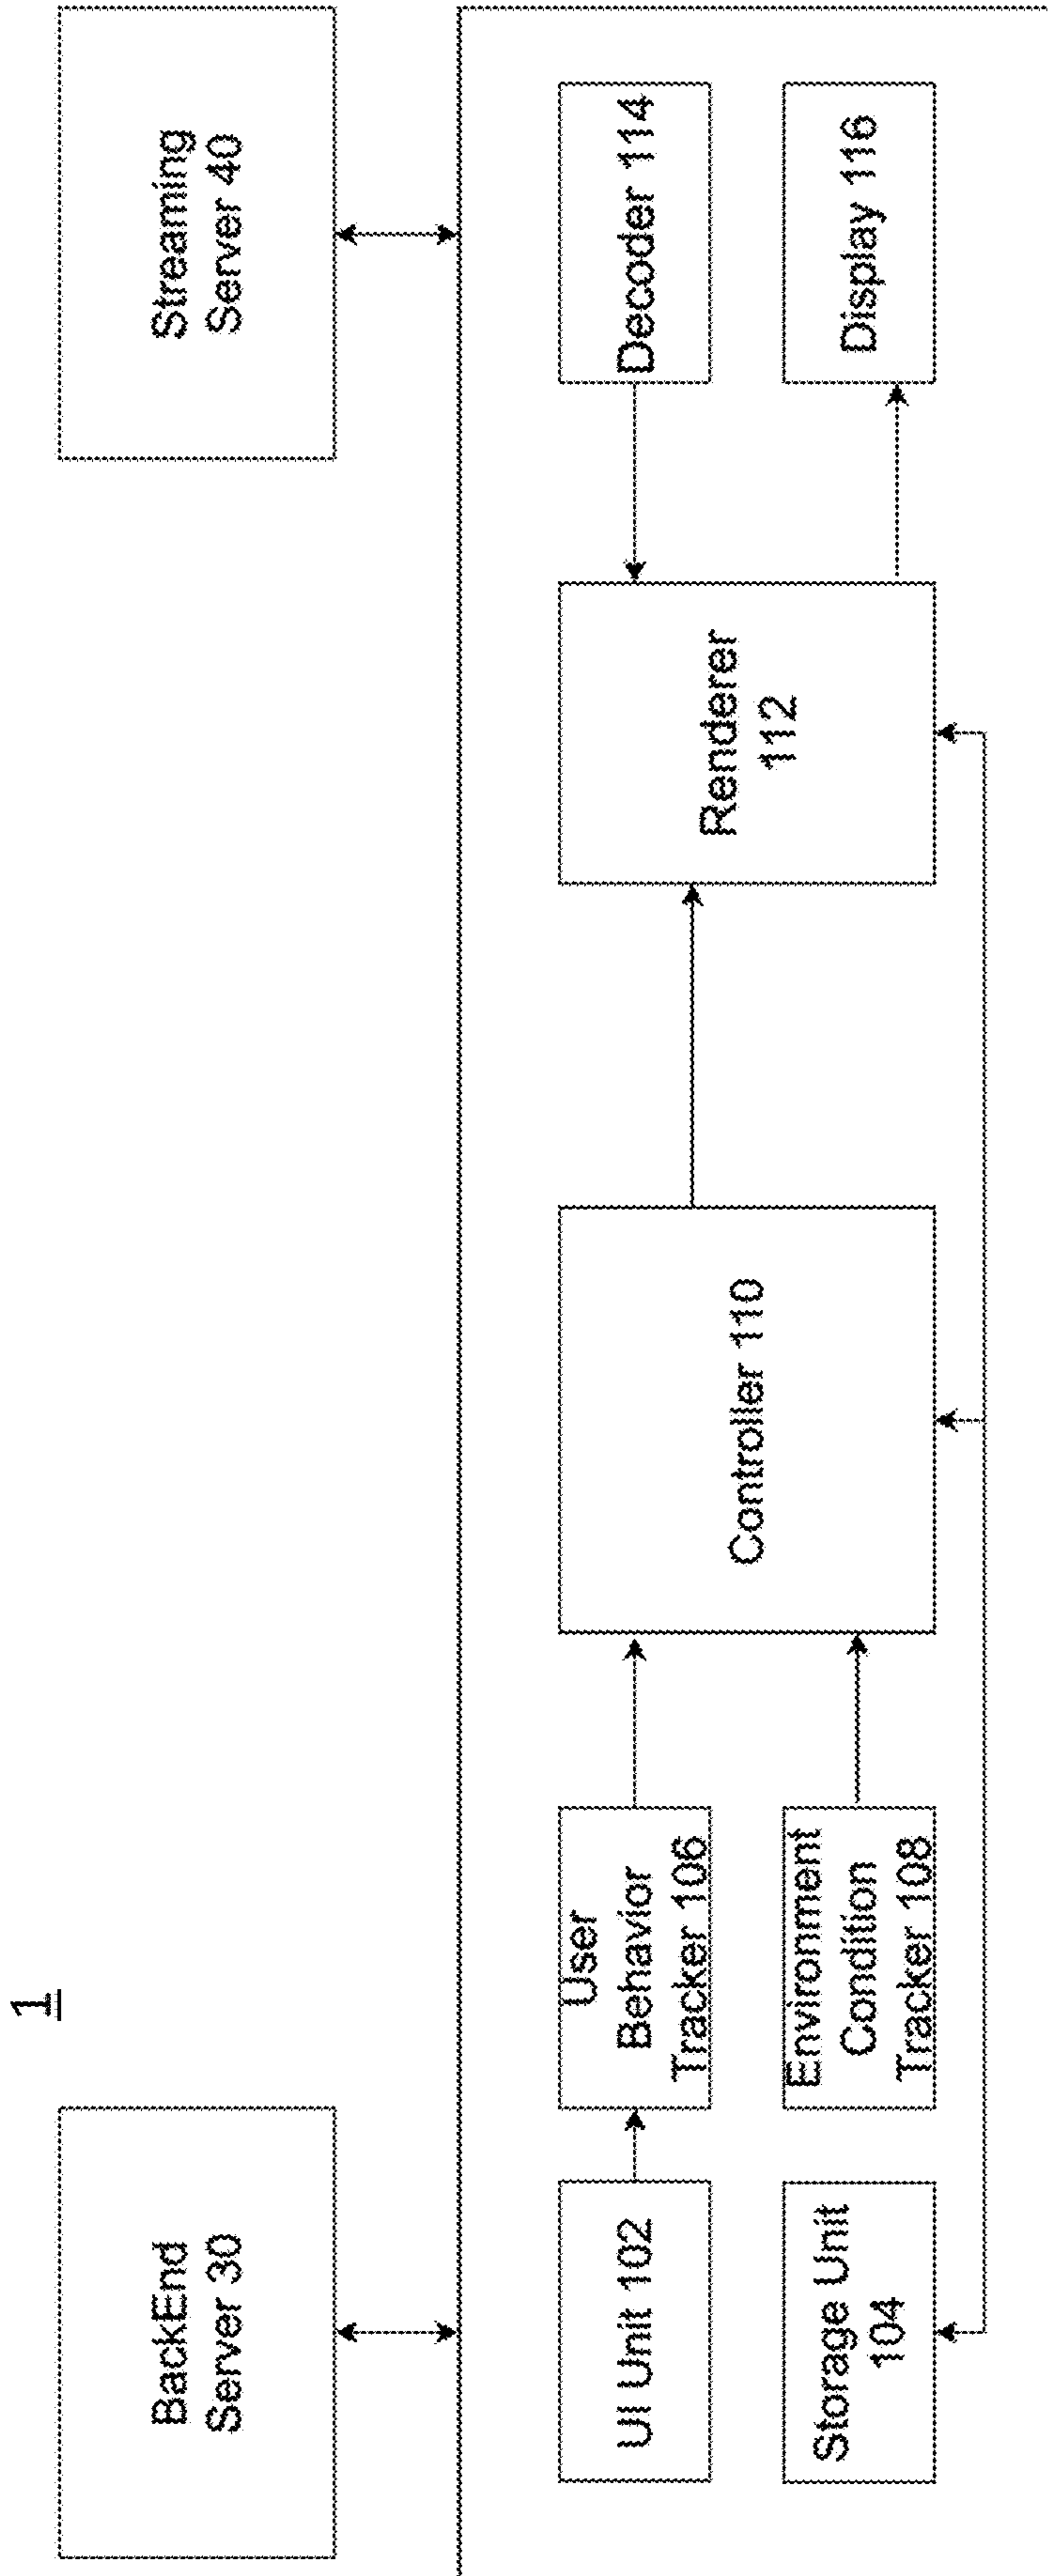 1
BackEnd
Server 30
Streaming
Server 40
UI Unit 102
User
Behavior
Tracker 106
Controller 110
Renderer
112
Decoder 114
Storage Unit
104
Environment
Condition
Tracker 108
Display 116